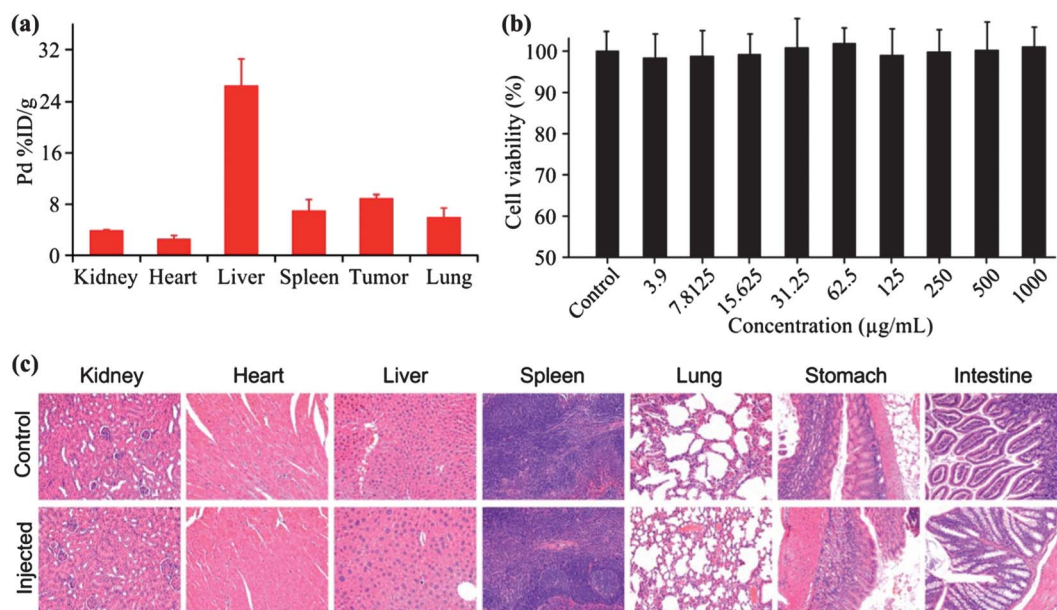 (a)
Pd %ID/g
32
24
16
8
0
Kidney Heart Liver Spleen Tumor Lung
(b)
Cell viability (%)
100
90
80
70
60
50
Control 3.9 7.8125 15.625 31.25 62.5 125 250 500 1000
Concentration (µg/mL)
(c)
Kidney Heart Liver Spleen Lung Stomach Intestine
Control
Injected